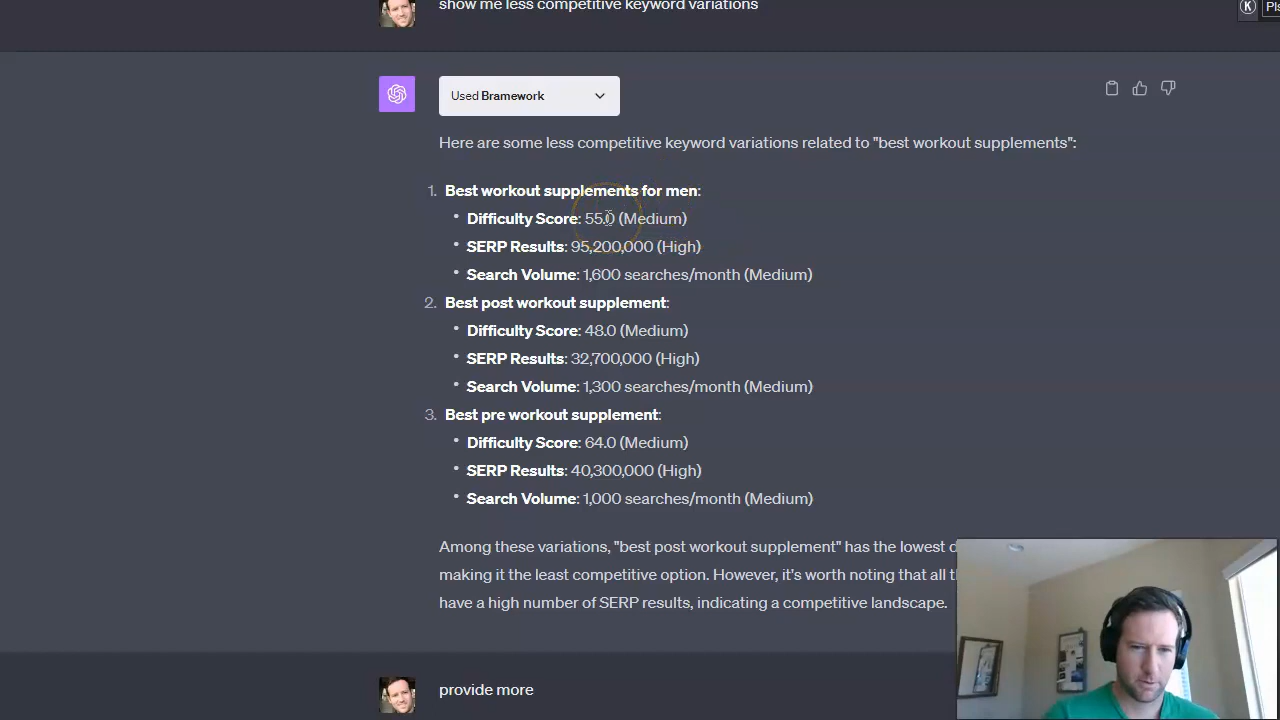 show me less competitive keyword variations
K
Used Bramework
Here are some less competitive keyword variations related to "best workout supplements":
1. Best workout supplements for men:
• Difficulty Score: 55.0 (Medium)
• SERP Results: 95,200,000 (High)
• Search Volume: 1,600 searches/month (Medium)
2. Best post workout supplement:
• Difficulty Score: 48.0 (Medium)
• SERP Results: 32,700,000 (High)
• Search Volume: 1,300 searches/month (Medium)
3. Best pre workout supplement:
• Difficulty Score: 64.0 (Medium)
• SERP Results: 40,300,000 (High)
• Search Volume: 1,000 searches/month (Medium)
Among these variations, "best post workout supplement" has the lowest
making it the least competitive option. However, it's worth noting that all
have a high number of SERP results, indicating a competitive landscape.
provide more